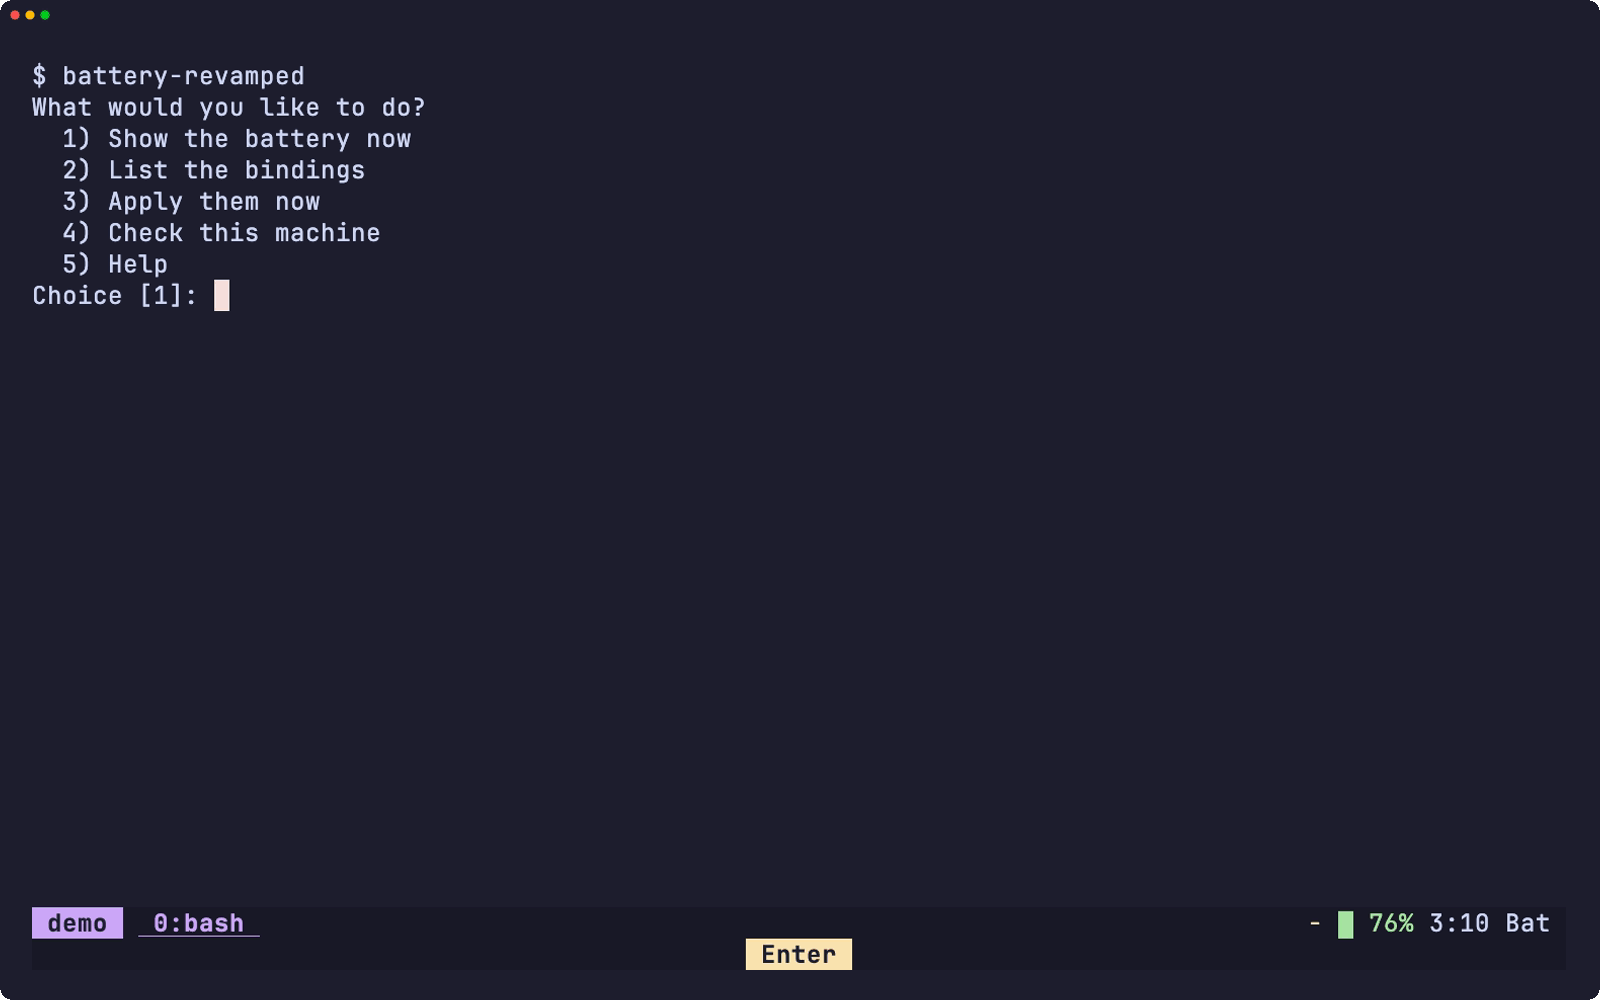 $ battery-revamped
What would you like to do?
  1) Show the battery now
  2) List the bindings
  3) Apply them now
  4) Check this machine
  5) Help
Choice [1]:
demo 0:bash - 76% 3:10 Bat
Enter